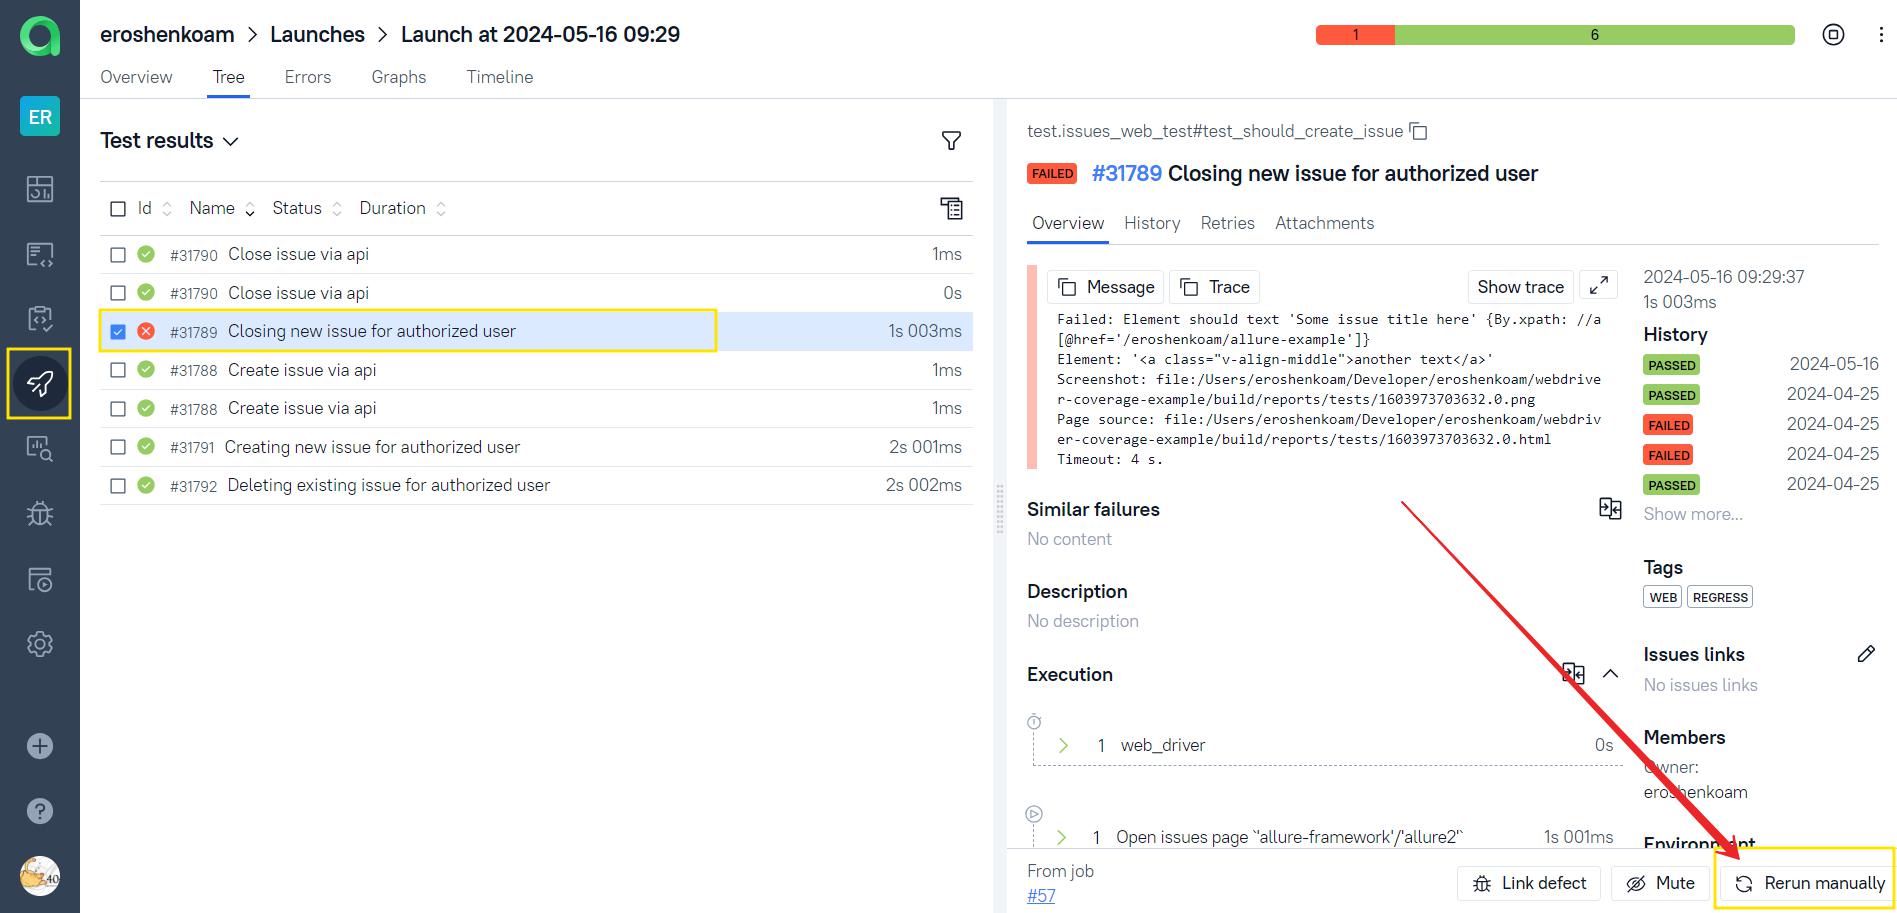 eroshenkoam > Launches > Launch at 2024-05-16 09:29
1
6
Overview
Tree
Errors
Graphs
Timeline
ER
Test results
Id
Name
Status
Duration
#31790 Close issue via api 1ms
#31790 Close issue via api 0s
#31789 Closing new issue for authorized user 1s 003ms
#31788 Create issue via api 1ms
#31788 Create issue via api 1ms
#31791 Creating new issue for authorized user 2s 001ms
#31792 Deleting existing issue for authorized user 2s 002ms
40
test.issues_web_test#test_should_create_issue
FAILED #31789 Closing new issue for authorized user
Overview
History
Retries
Attachments
Message
Trace
Show trace
Failed: Element should text 'Some issue title here' {By.xpath: //a
[@href='/eroshenkoam/allure-example']}
Element: '<a class="v-align-middle">another text</a>'
Screenshot: file:/Users/eroshenkoam/Developer/eroshenkoam/webdrive
r-coverage-example/build/reports/tests/1603973703632.0.png
Page source: file:/Users/eroshenkoam/Developer/eroshenkoam/webdriv
er-coverage-example/build/reports/tests/1603973703632.0.html
Timeout: 4 s.
Similar failures
No content
Description
No description
Execution
1 web_driver 0s
1 Open issues page `'allure-framework'/'allure2'` 1s 001ms
2024-05-16 09:29:37
1s 003ms
History
PASSED 2024-05-16
PASSED 2024-04-25
FAILED 2024-04-25
FAILED 2024-04-25
PASSED 2024-04-25
Show more...
Tags
WEB
REGRESS
Issues links
No issues links
Members
Owner:
eroshenkoam
Environment
From job
#57
Link defect
Mute
Rerun manually